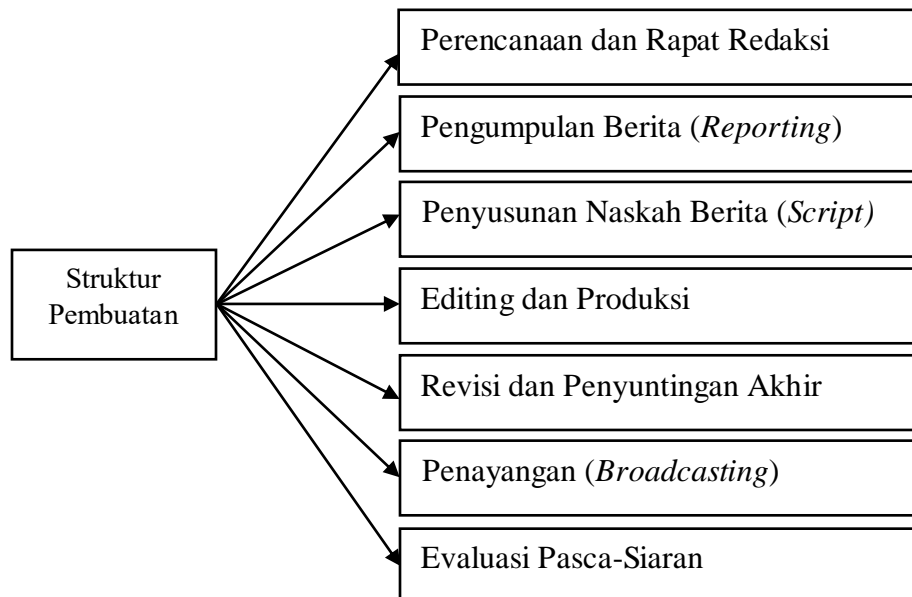 Perencanaan dan Rapat Redaksi
Pengumpulan Berita (Reporting)
Penyusunan Naskah Berita (Script)
Struktur
Pembuatan
Editing dan Produksi
Revisi dan Penyuntingan Akhir
Penayangan (Broadcasting)
Evaluasi Pasca-Siaran